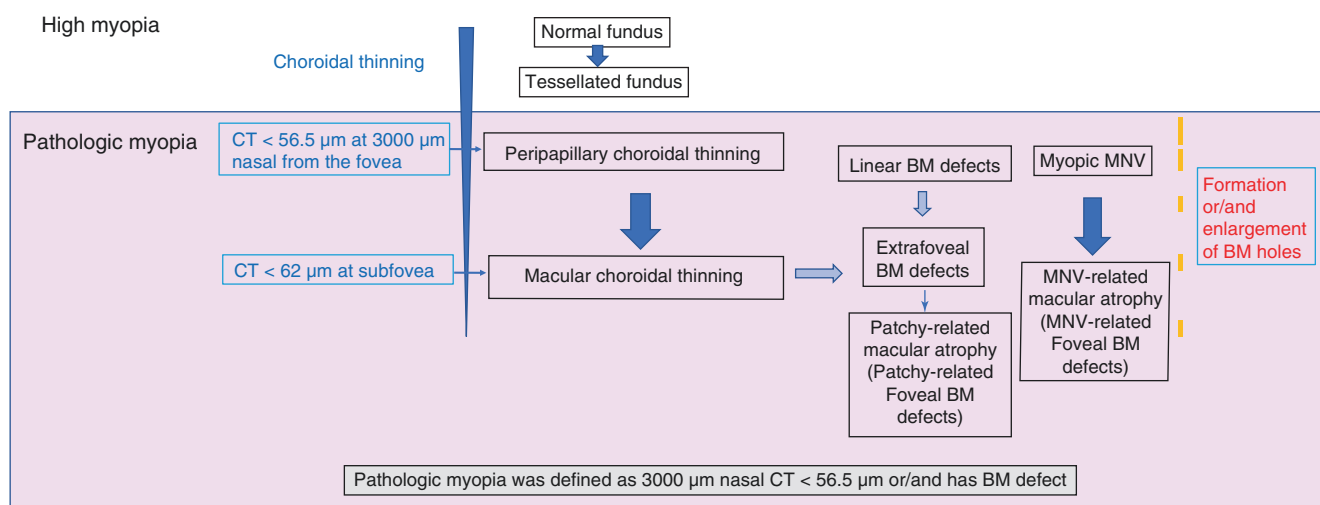 High myopia
Choroidal thinning
Normal fundus
Tessellated fundus
Pathologic myopia
CT < 56.5 µm at 3000 µm
nasal from the fovea
Peripapillary choroidal thinning
CT < 62 µm at subfovea
Macular choroidal thinning
Linear BM defects
Extrafoveal
BM defects
Patchy-related
macular atrophy
(Patchy-related
Foveal BM
defects)
Myopic MNV
MNV-related
macular atrophy
(MNV-related
Foveal BM
defects)
Formation
or/and
enlargement
of BM holes
Pathologic myopia was defined as 3000 µm nasal CT < 56.5 µm or/and has BM defect